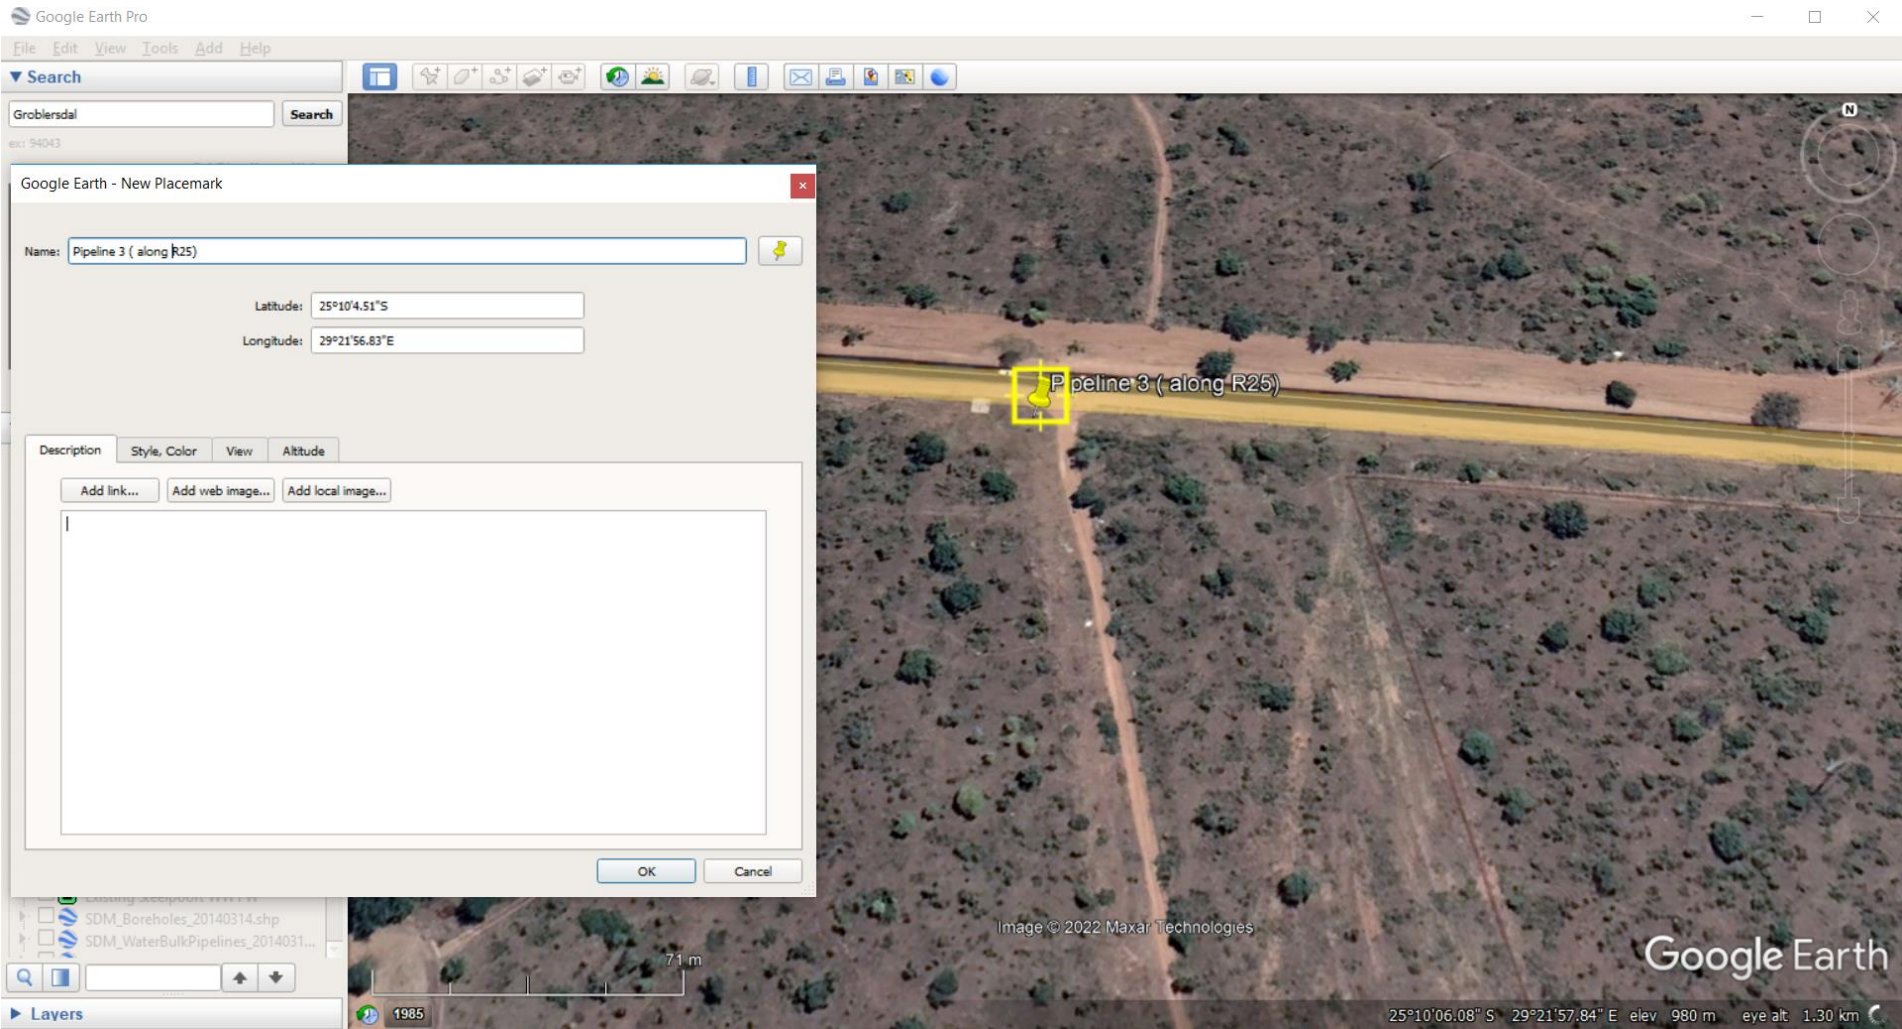 Google Earth Pro
File Edit View Tools Add Help
Search
Groblersdal
Search
ex: 94043
Google Earth - New Placemark
Name: Pipeline 3 ( along R25)
Latitude: 25°10'4.51"S
Longitude: 29°21'56.83"E
Description Style, Color View Altitude
Add link... Add web image... Add local image...
OK Cancel
Existing Steelpoort WWTW
SDM_Boreholes_20140314.shp
SDM_WaterBulkPipelines_2014031...
Layers
N
Pipeline 3 ( along R25)
Image © 2022 Maxar Technologies
71 m
Google Earth
1985
25°10'06.08" S 29°21'57.84" E elev 980 m eye alt 1.30 km